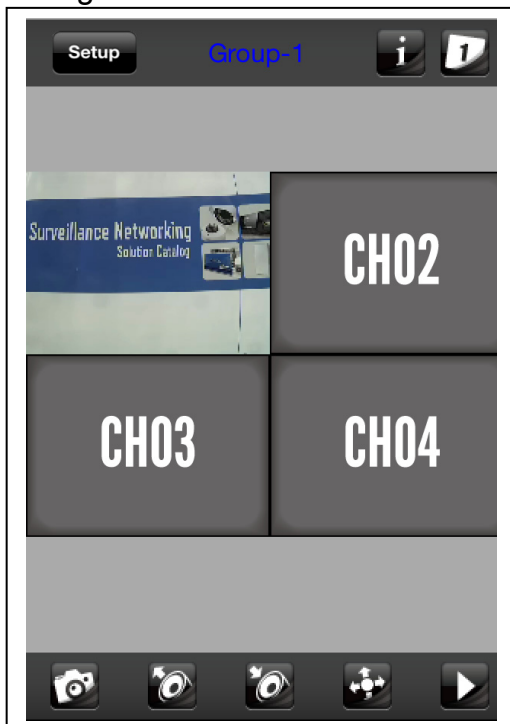 Setup
Group-1
i
1
Surveillance Networking
Solution Catalog
CH02
CH03
CH04